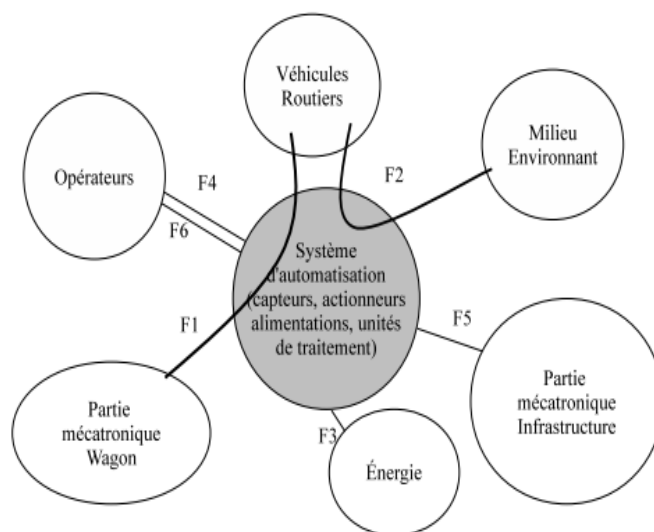 Véhicules
Routiers
Milieu
Environnant
Opérateurs
F4
F2
F6
Système
d'automatisation
(capteurs, actionneurs
alimentations, unités
de traitement)
F1
F5
Partie
mécatronique
Wagon
Partie
mécatronique
Infrastructure
F3
Énergie